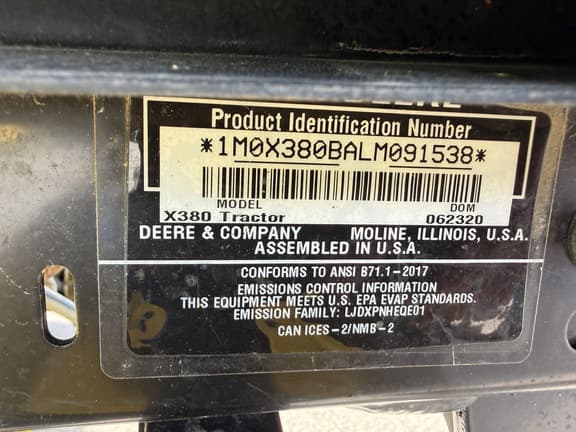 Product Identification Number
*1M0X380BALM091538*
MODEL DOM
X380 Tractor 062320
DEERE & COMPANY MOLINE, ILLINOIS, U.S.A.
ASSEMBLED IN U.S.A.
CONFORMS TO ANSI B71.1-2017
EMISSIONS CONTROL INFORMATION
THIS EQUIPMENT MEETS U.S. EPA EVAP STANDARDS.
EMISSION FAMILY: LJDXPNHEQE01
CAN ICES-2/NMB-2